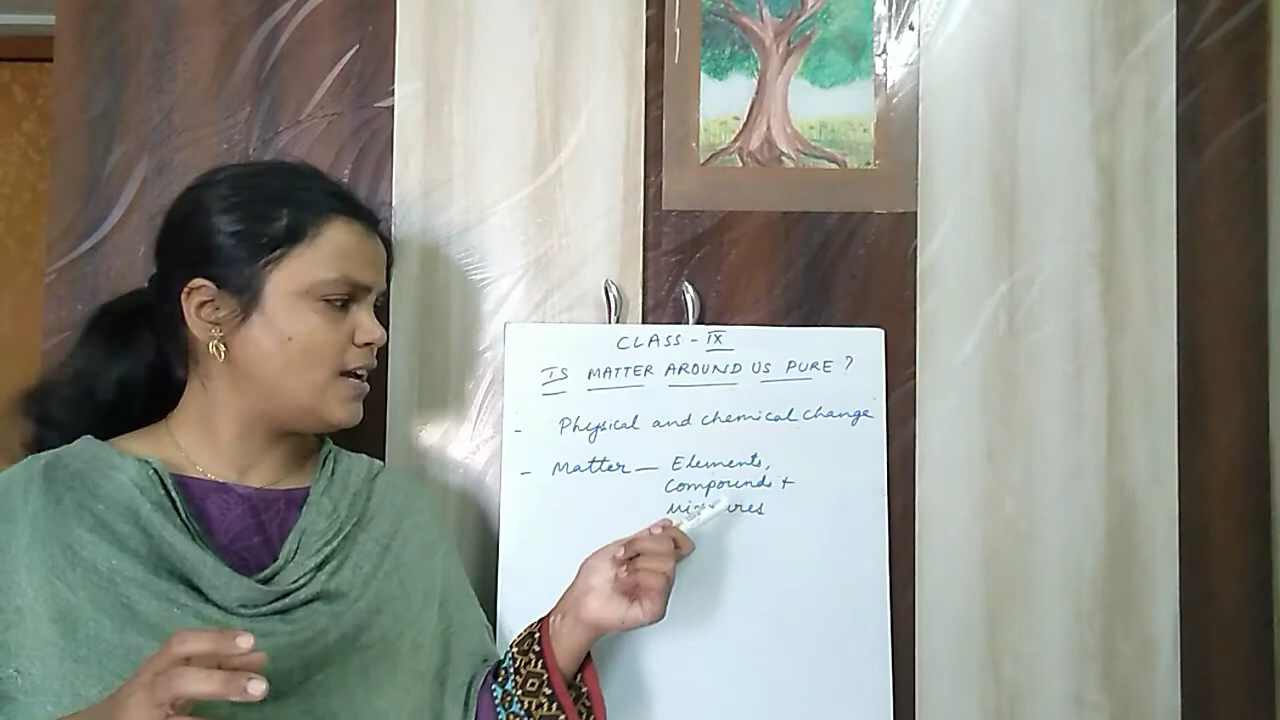 CLASS - IX
IS MATTER AROUND US PURE ?
- Physical and chemical change
- Matter — Elements,
Compounds +